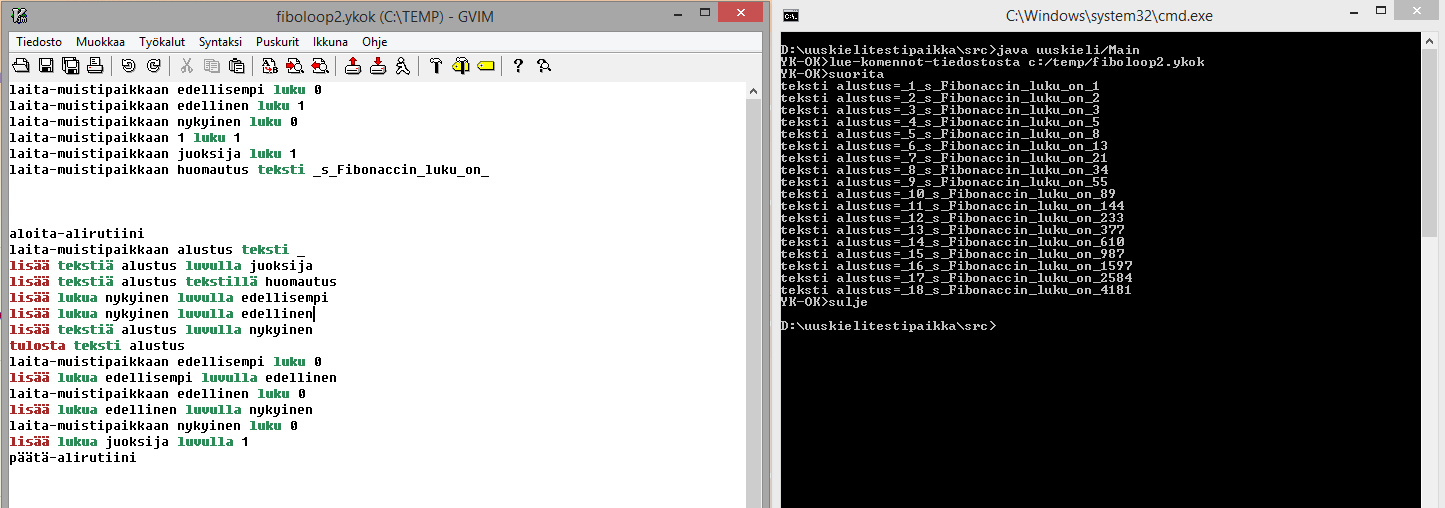 fiboloop2.ykok (C:\TEMP) - GVIM
Tiedosto Muokkaa Työkalut Syntaksi Puskurit Ikkuna Ohje
laita-muistipaikkaan edellisempi luku 0
laita-muistipaikkaan edellinen luku 1
laita-muistipaikkaan nykyinen luku 0
laita-muistipaikkaan 1 luku 1
laita-muistipaikkaan juoksija luku 1
laita-muistipaikkaan huomautus teksti _s_Fibonaccin_luku_on_
aloita-alirutiini
laita-muistipaikkaan alustus teksti _
lisää tekstiä alustus luvulla juoksija
lisää tekstiä alustus tekstillä huomautus
lisää lukua nykyinen luvulla edellisempi
lisää lukua nykyinen luvulla edellinen
lisää tekstiä alustus luvulla nykyinen
tulosta teksti alustus
laita-muistipaikkaan edellisempi luku 0
lisää lukua edellisempi luvulla edellinen
laita-muistipaikkaan edellinen luku 0
lisää lukua edellinen luvulla nykyinen
laita-muistipaikkaan nykyinen luku 0
lisää lukua juoksija luvulla 1
päätä-alirutiini
C:\Windows\system32\cmd.exe
D:\uuskielitestipaikka\src>java uuskieli/Main
YK-OK>lue-komennot-tiedostosta c:/temp/fiboloop2.ykok
YK-OK>suorita
teksti alustus=_1_s_Fibonaccin_luku_on_1
teksti alustus=_2_s_Fibonaccin_luku_on_2
teksti alustus=_3_s_Fibonaccin_luku_on_3
teksti alustus=_4_s_Fibonaccin_luku_on_5
teksti alustus=_5_s_Fibonaccin_luku_on_8
teksti alustus=_6_s_Fibonaccin_luku_on_13
teksti alustus=_7_s_Fibonaccin_luku_on_21
teksti alustus=_8_s_Fibonaccin_luku_on_34
teksti alustus=_9_s_Fibonaccin_luku_on_55
teksti alustus=_10_s_Fibonaccin_luku_on_89
teksti alustus=_11_s_Fibonaccin_luku_on_144
teksti alustus=_12_s_Fibonaccin_luku_on_233
teksti alustus=_13_s_Fibonaccin_luku_on_377
teksti alustus=_14_s_Fibonaccin_luku_on_610
teksti alustus=_15_s_Fibonaccin_luku_on_987
teksti alustus=_16_s_Fibonaccin_luku_on_1597
teksti alustus=_17_s_Fibonaccin_luku_on_2584
teksti alustus=_18_s_Fibonaccin_luku_on_4181
YK-OK>sulje
D:\uuskielitestipaikka\src>